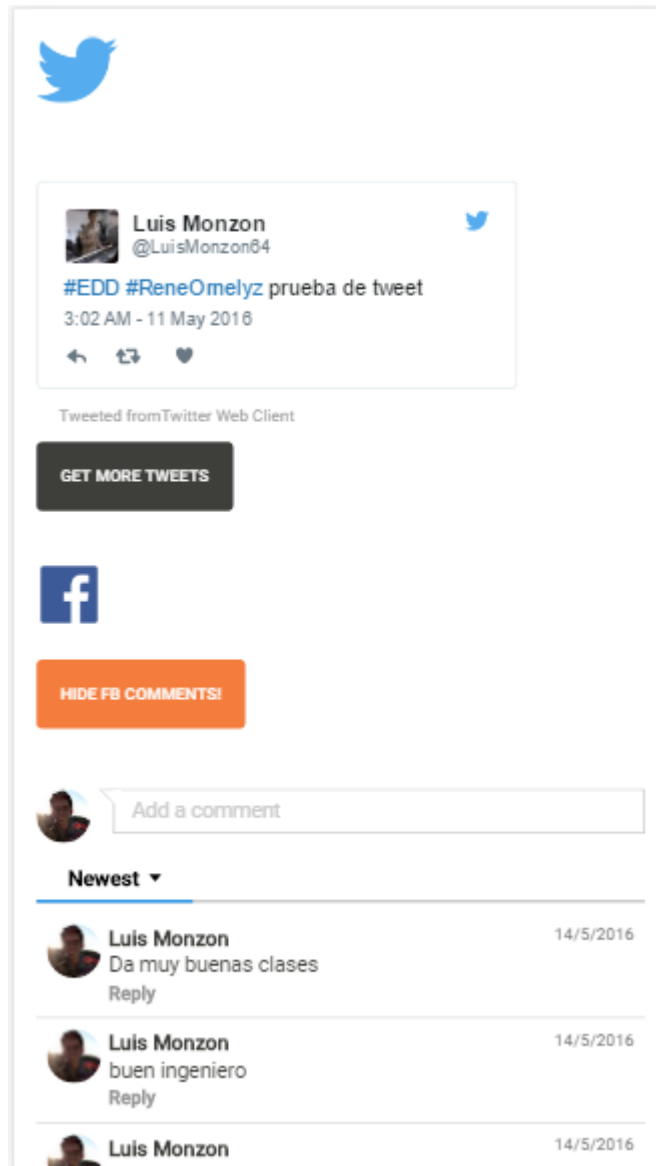 Luis Monzon
@LuisMonzon64
#EDD #ReneOrnelyz prueba de tweet
3:02 AM - 11 May 2016
Tweeted fromTwitter Web Client
GET MORE TWEETS
HIDE FB COMMENTS!
Add a comment
Newest
Luis Monzon 14/5/2016
Da muy buenas clases
Reply
Luis Monzon 14/5/2016
buen ingeniero
Reply
Luis Monzon 14/5/2016